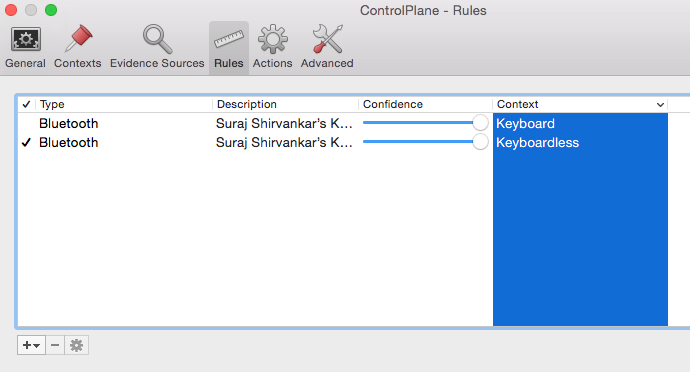 ControlPlane - Rules
General Contexts Evidence Sources Rules Actions Advanced
✓ Type Description Confidence Context
Bluetooth Suraj Shirvankar’s K... Keyboard
✓ Bluetooth Suraj Shirvankar’s K... Keyboardless